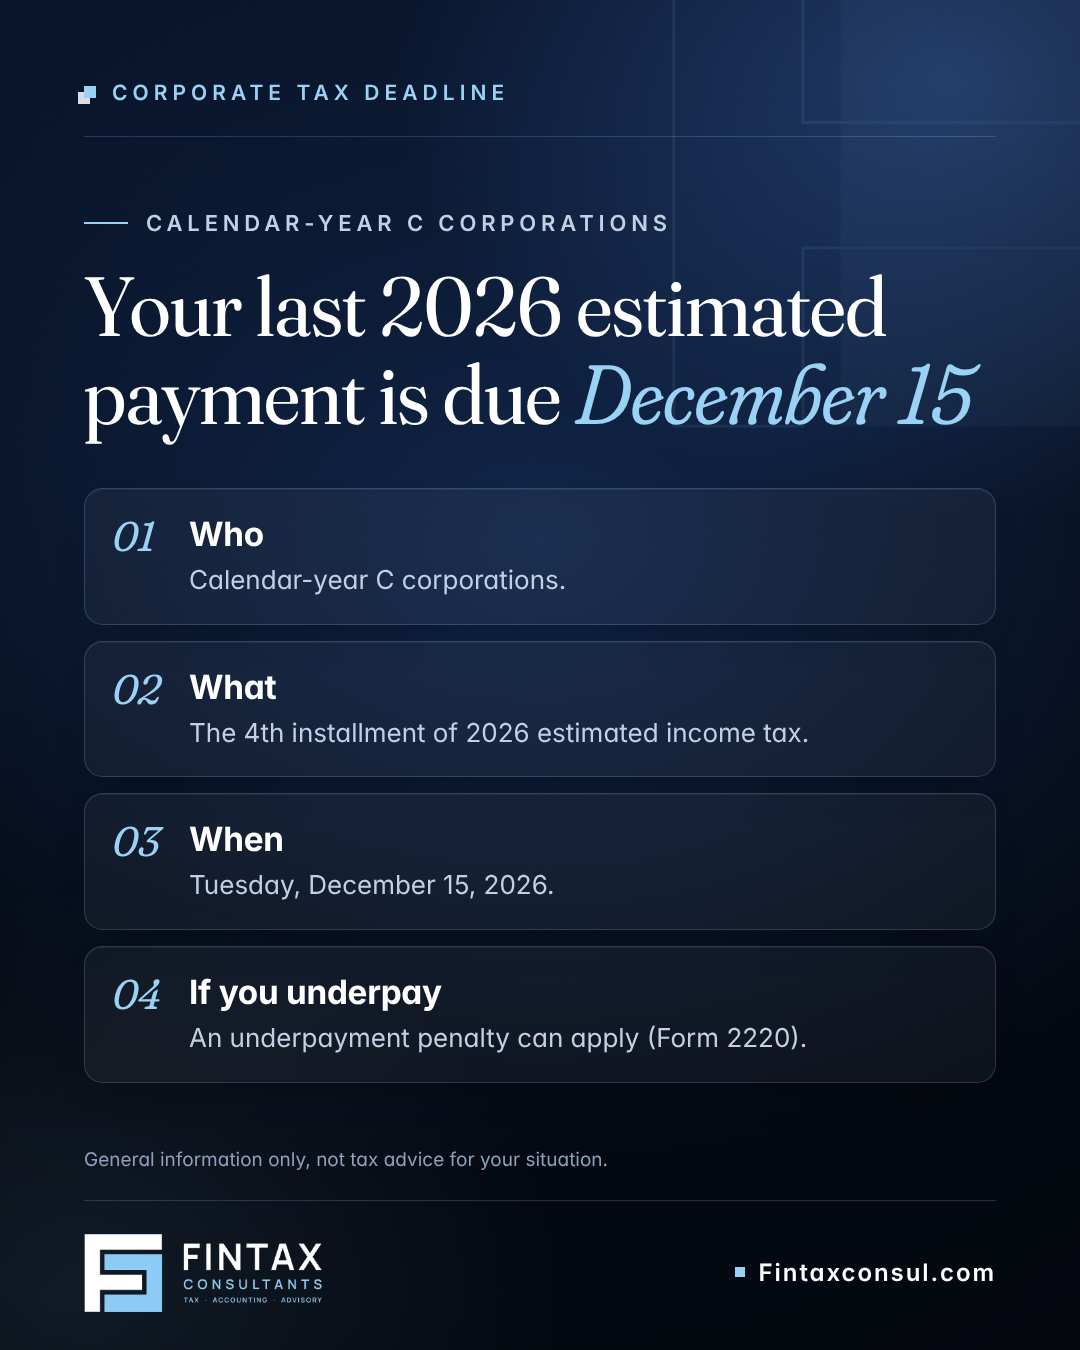 CORPORATE TAX DEADLINE
CALENDAR-YEAR C CORPORATIONS
Your last 2026 estimated
payment is due December 15
01 Who
Calendar-year C corporations.
02 What
The 4th installment of 2026 estimated income tax.
03 When
Tuesday, December 15, 2026.
04 If you underpay
An underpayment penalty can apply (Form 2220).
General information only, not tax advice for your situation.
FINTAX
CONSULTANTS
TAX · ACCOUNTING · ADVISORY
Fintaxconsul.com